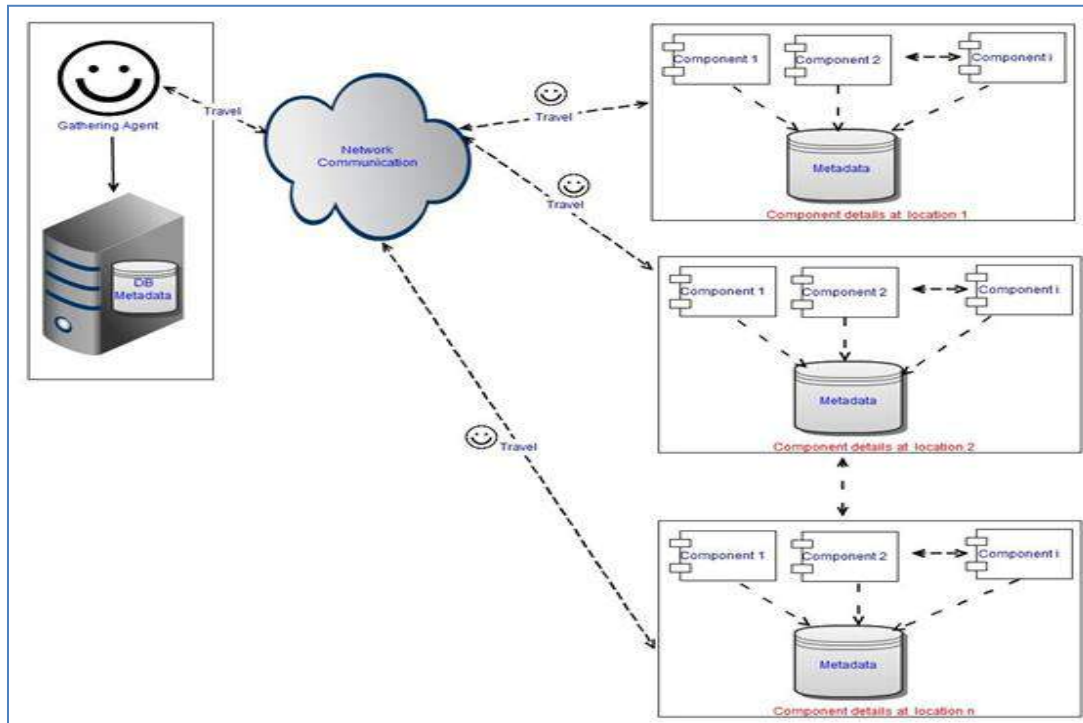 Gathering Agent
DB
Metadata
Travel
Network
Communication
Travel
Travel
Travel
Component 1
Component 2
Component i
Metadata
Component details at location 1
Component 1
Component 2
Component i
Metadata
Component details at location 2
Component 1
Component 2
Component i
Metadata
Component details at location n